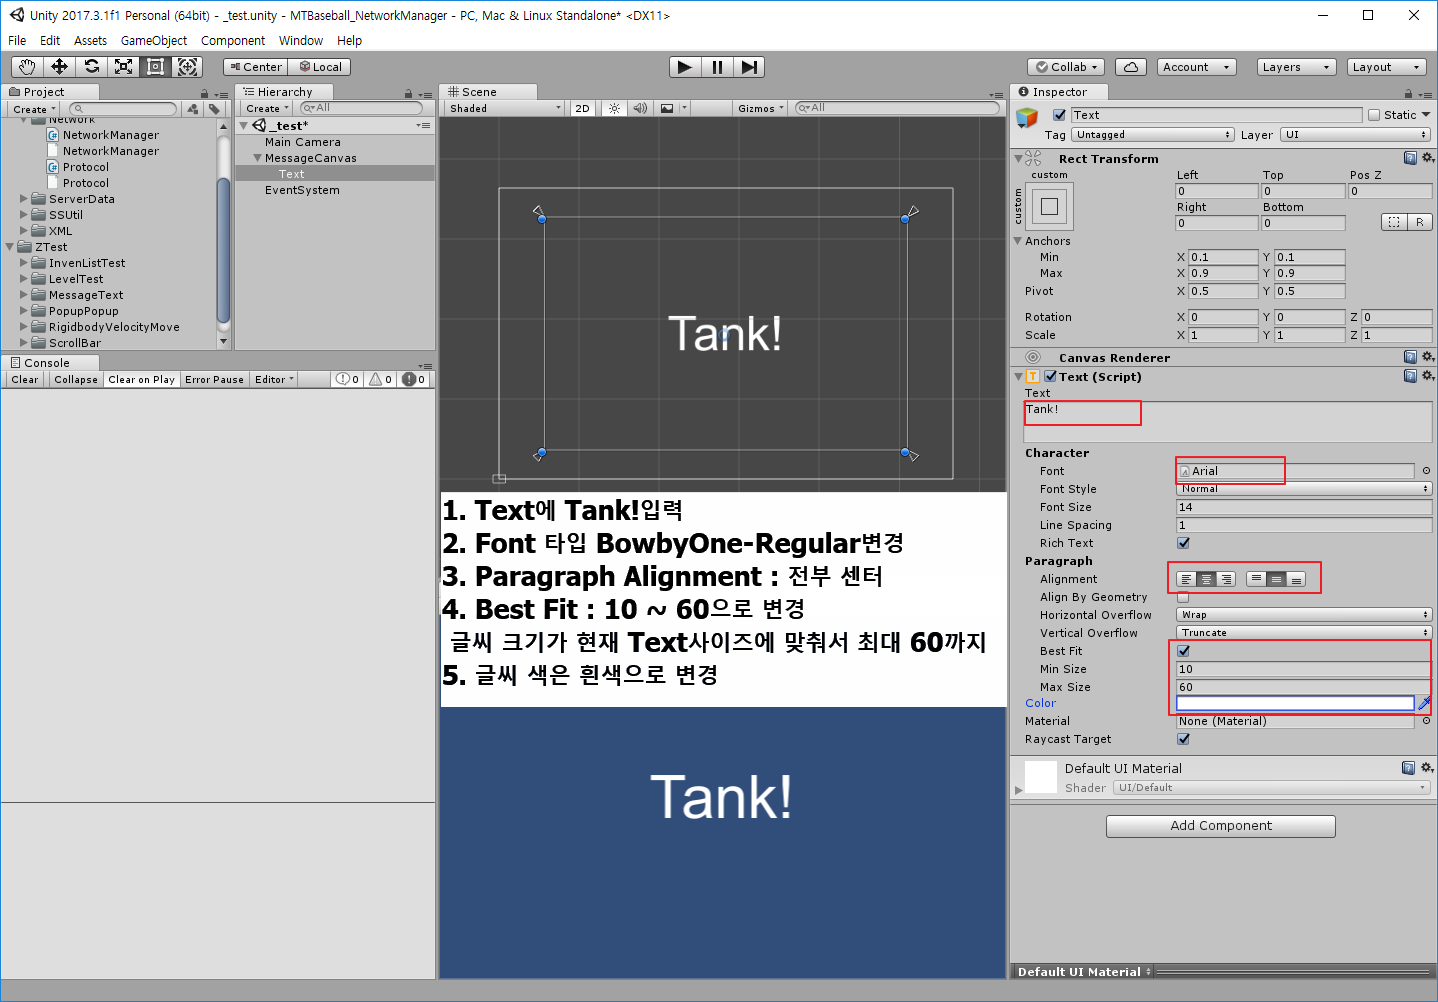 Unity 2017.3.1f1 Personal (64bit) - _test.unity - MTBaseball_NetworkManager - PC, Mac & Linux Standalone* <DX11>
File Edit Assets GameObject Component Window Help
Center Local Collab Account Layers Layout
Project
Create
Network
NetworkManager
NetworkManager
Protocol
Protocol
ServerData
SSUtil
XML
ZTest
InvenListTest
LevelTest
MessageText
PopupPopup
RigidbodyVelocityMove
ScrollBar
Hierarchy
Create All
_test*
Main Camera
MessageCanvas
Text
EventSystem
Console
Clear Collapse Clear on Play Error Pause Editor 0 0 0
Scene
Shaded 2D Gizmos All
Tank!
1. Text에 Tank!입력
2. Font 타입 BowbyOne-Regular변경
3. Paragraph Alignment : 전부 센터
4. Best Fit : 10 ~ 60으로 변경
글씨 크기가 현재 Text사이즈에 맞춰서 최대 60까지
5. 글씨 색은 흰색으로 변경
Tank!
Inspector
Text Static
Tag Untagged Layer UI
Rect Transform
custom
custom
Left Top Pos Z
0 0 0
Right Bottom
0 0
R
Anchors
Min X 0.1 Y 0.1
Max X 0.9 Y 0.9
Pivot X 0.5 Y 0.5
Rotation X 0 Y 0 Z 0
Scale X 1 Y 1 Z 1
Canvas Renderer
Text (Script)
Text
Tank!
Character
Font Arial
Font Style Normal
Font Size 14
Line Spacing 1
Rich Text
Paragraph
Alignment
Align By Geometry
Horizontal Overflow Wrap
Vertical Overflow Truncate
Best Fit
Min Size 10
Max Size 60
Color
Material None (Material)
Raycast Target
Default UI Material
Shader UI/Default
Add Component
Default UI Material